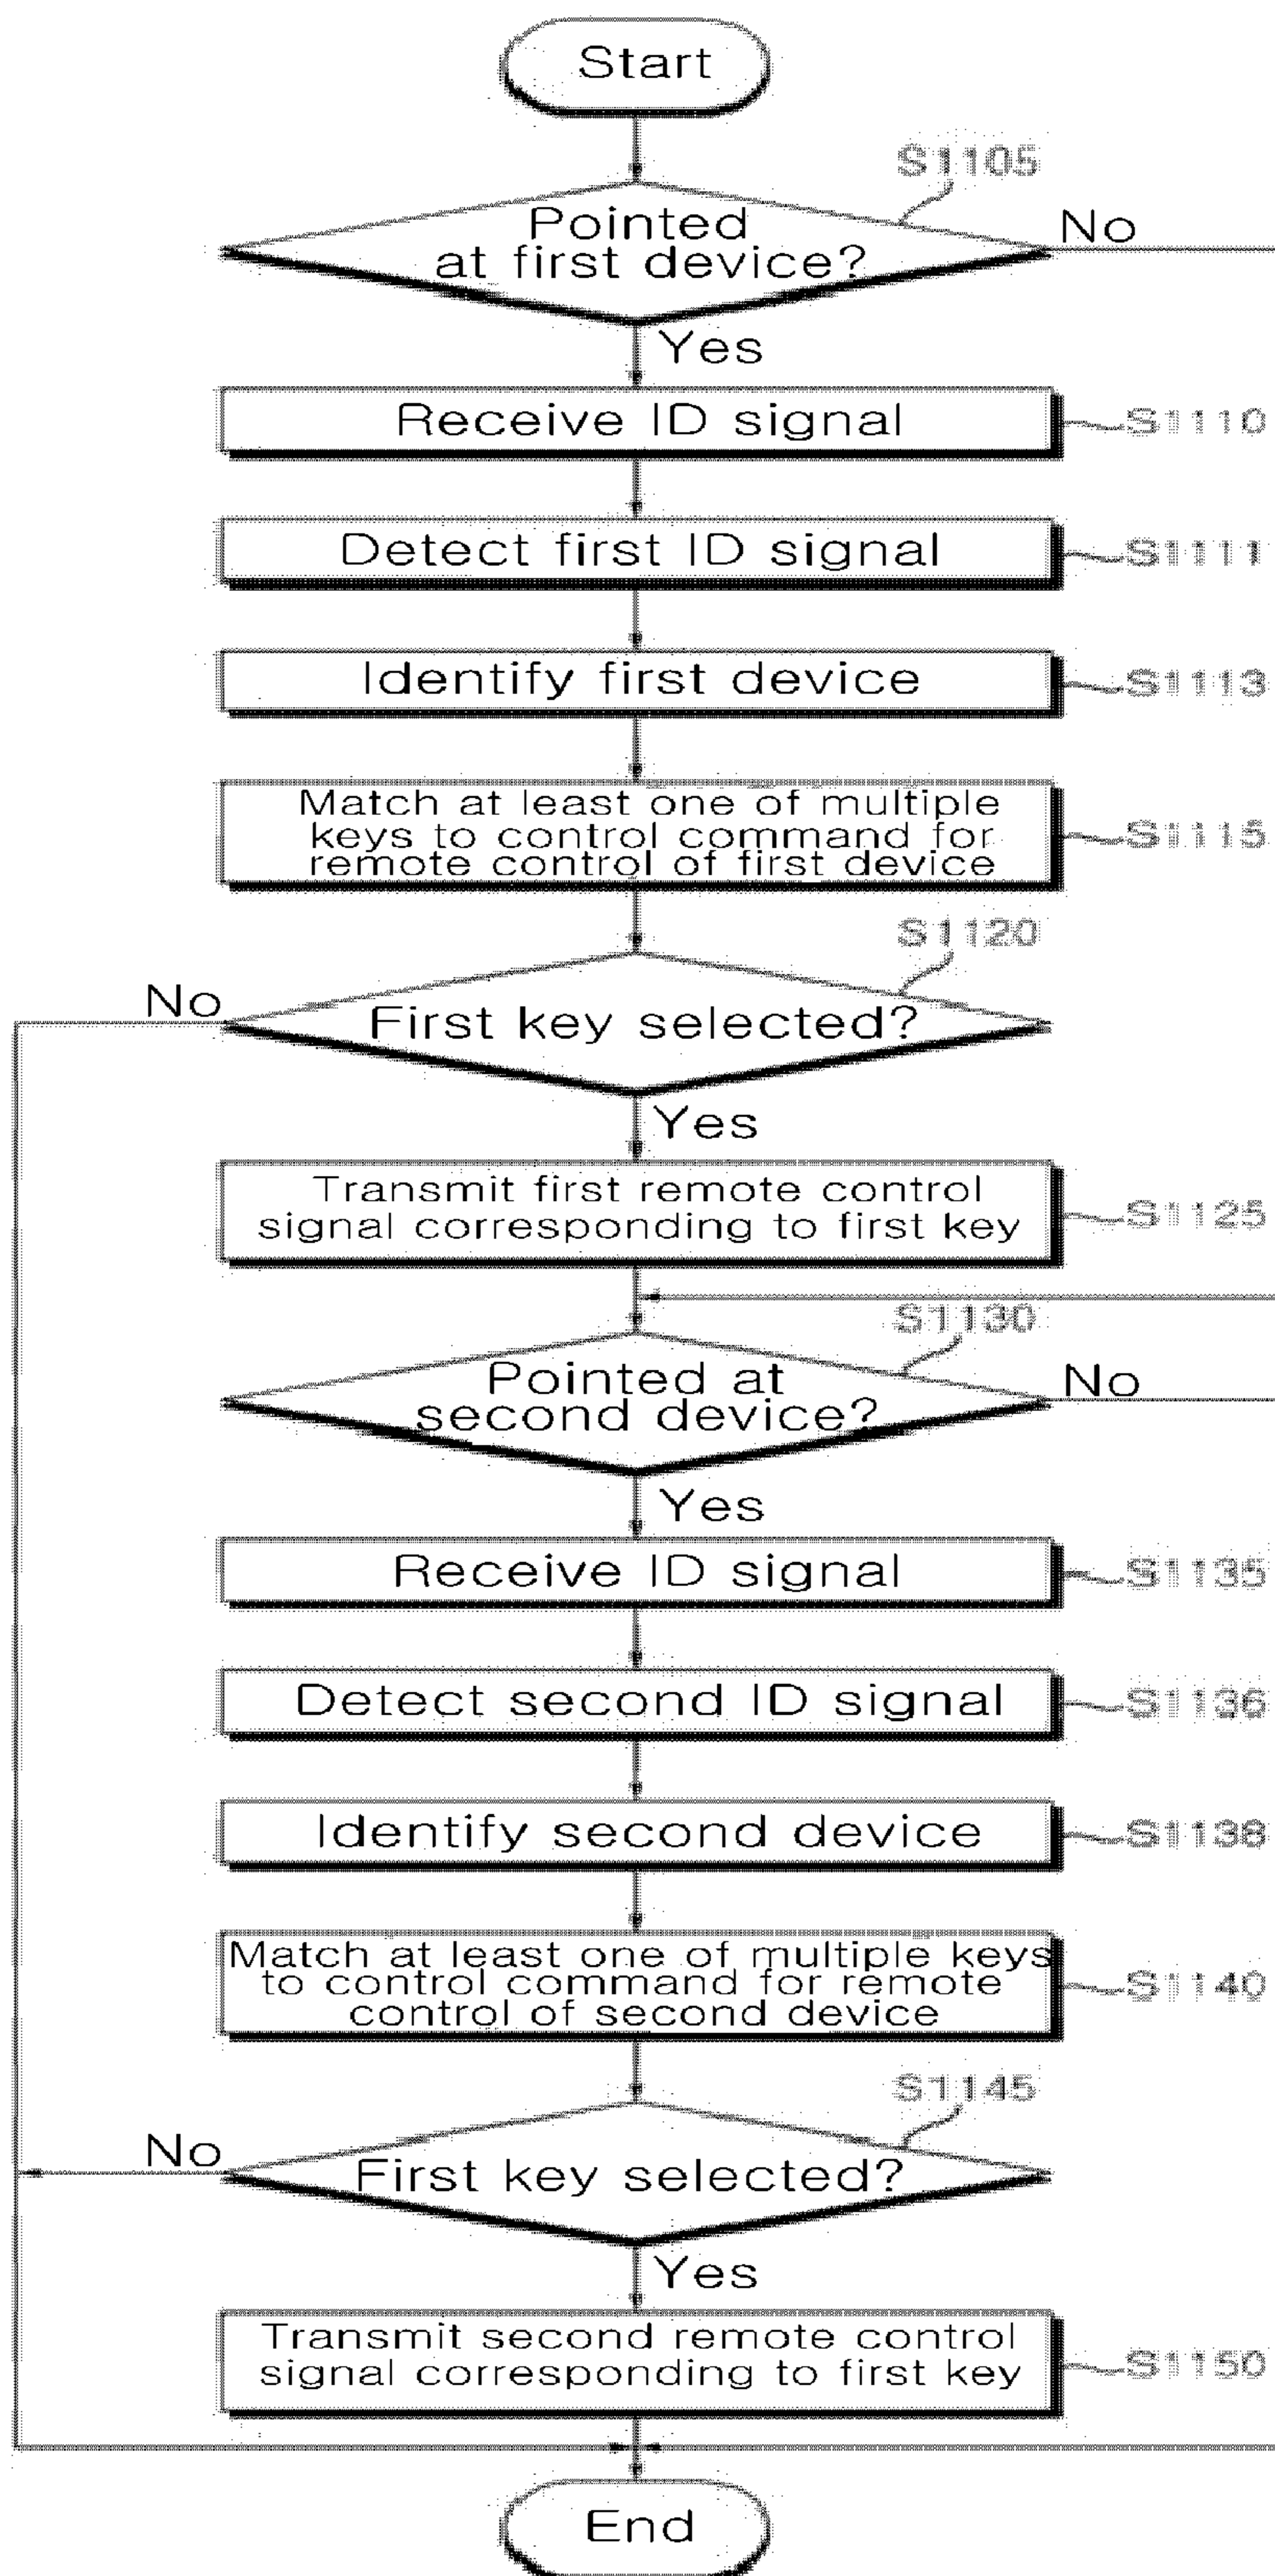 Start
S1105
Pointed
at first device?
No
Yes
Receive ID signal
S1110
Detect first ID signal
S1111
Identify first device
S1113
Match at least one of multiple
keys to control command for
remote control of first device
S1115
S1120
No
First key selected?
Yes
Transmit first remote control
signal corresponding to first key
S1125
S1130
Pointed at
second device?
No
Yes
Receive ID signal
S1135
Detect second ID signal
S1136
Identify second device
S1138
Match at least one of multiple keys
to control command for remote
control of second device
S1140
S1145
No
First key selected?
Yes
Transmit second remote control
signal corresponding to first key
S1150
End